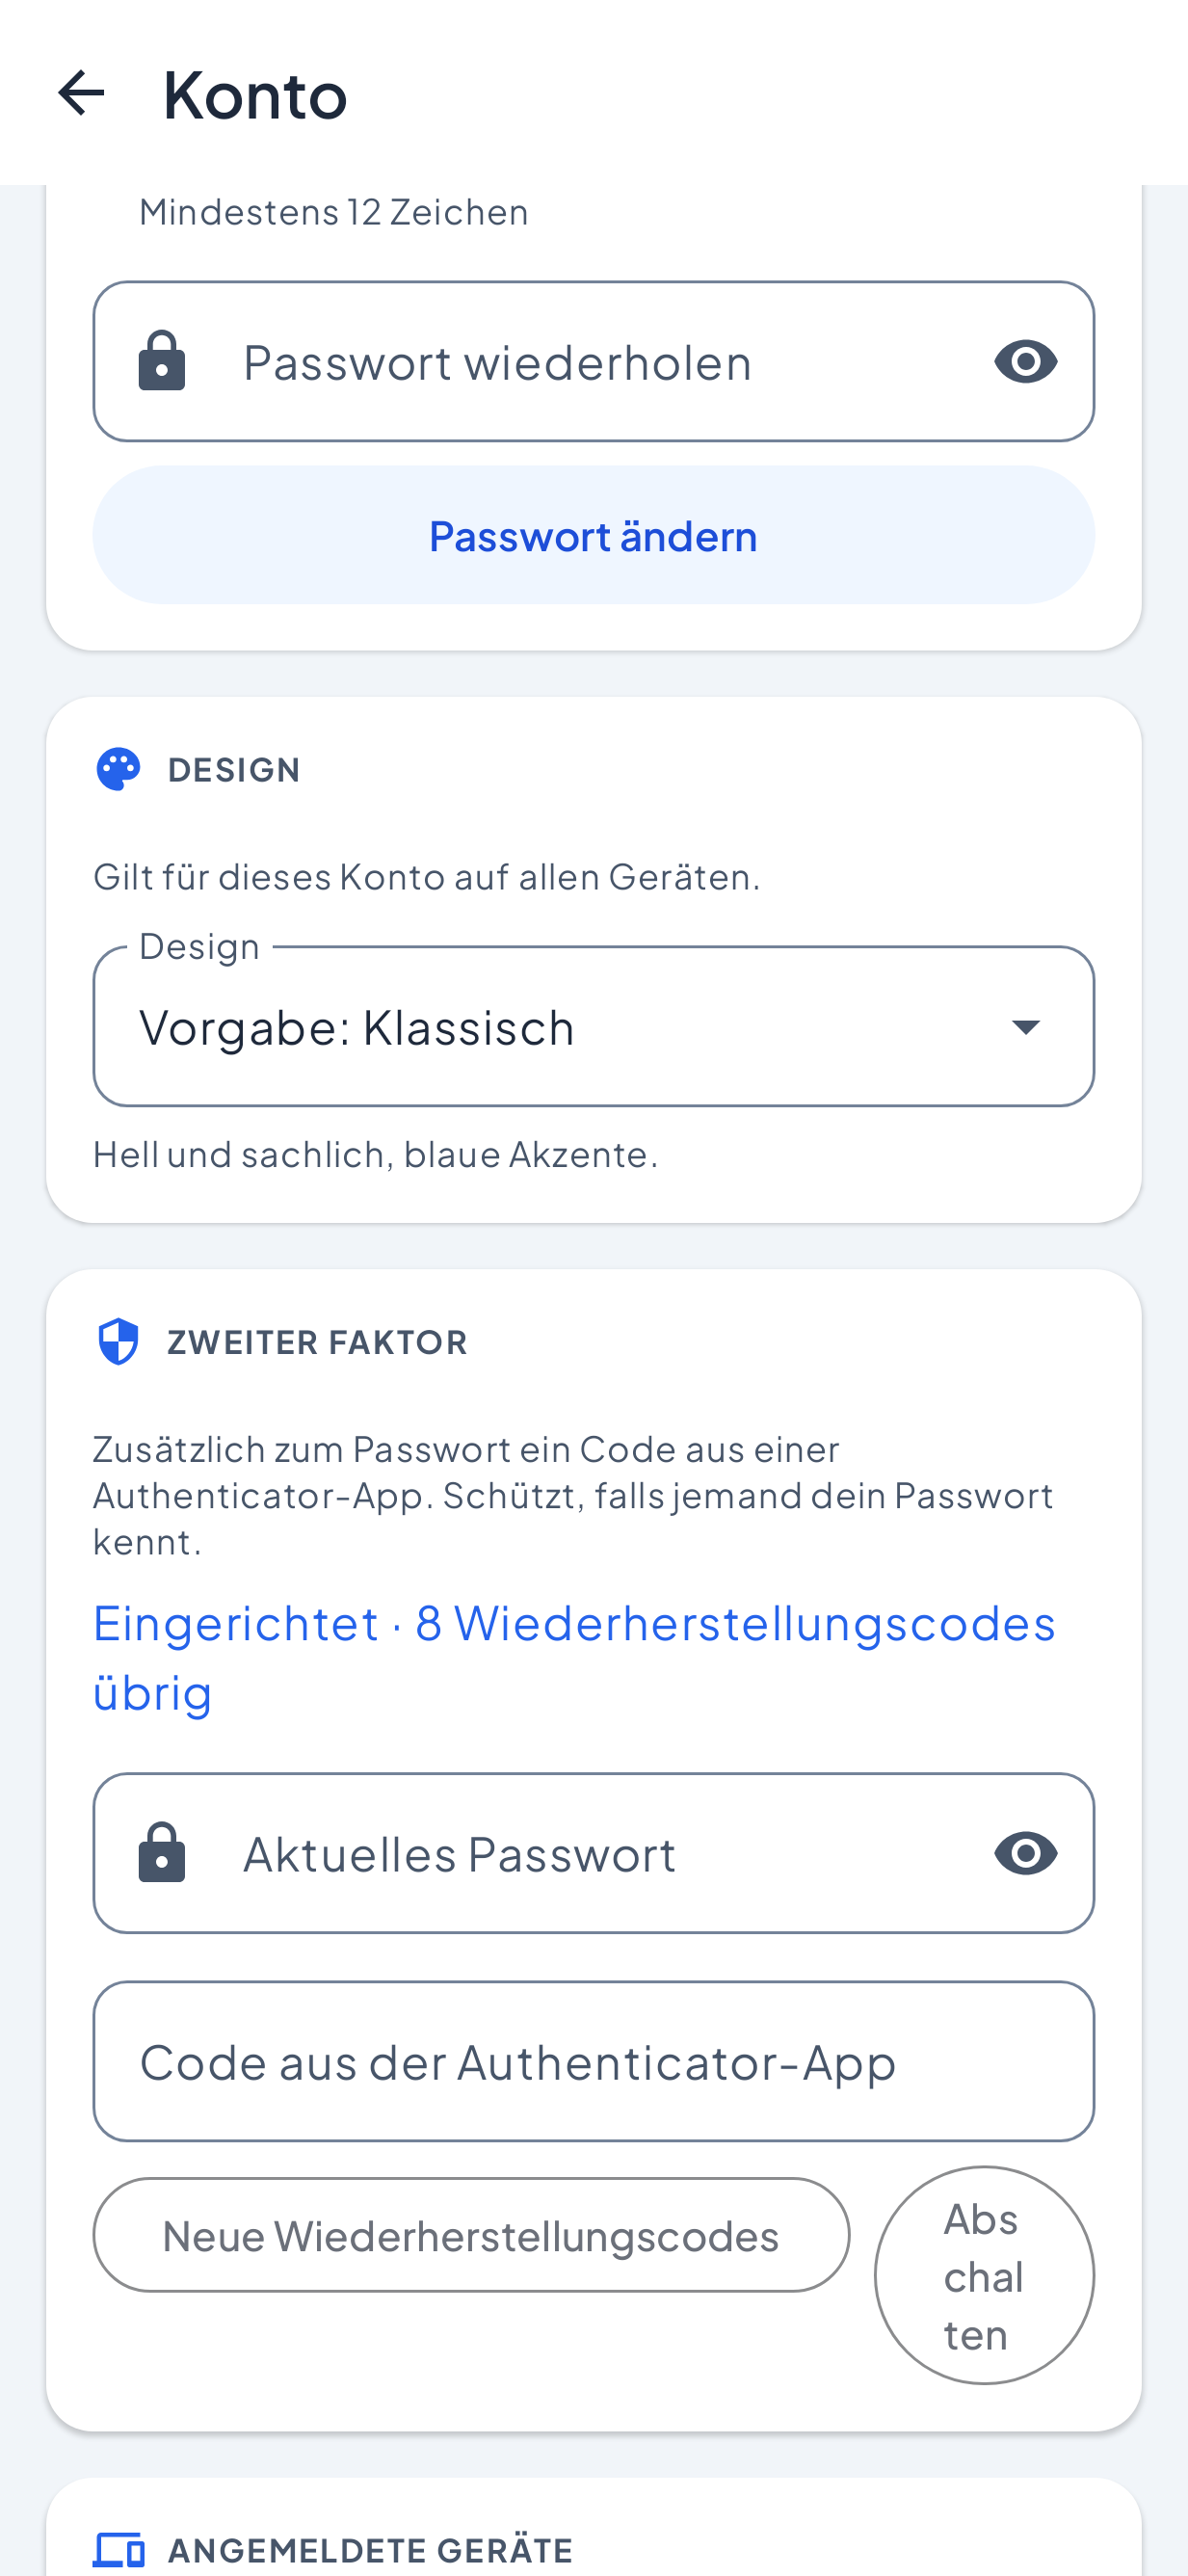 Konto
Mindestens 12 Zeichen
Passwort wiederholen
Passwort ändern
DESIGN
Gilt für dieses Konto auf allen Geräten.
Design
Vorgabe: Klassisch
Hell und sachlich, blaue Akzente.
ZWEITER FAKTOR
Zusätzlich zum Passwort ein Code aus einer
Authenticator-App. Schützt, falls jemand dein Passwort
kennt.
Eingerichtet · 8 Wiederherstellungscodes
übrig
Aktuelles Passwort
Code aus der Authenticator-App
Neue Wiederherstellungscodes
Abs
chal
ten
ANGEMELDETE GERÄTE